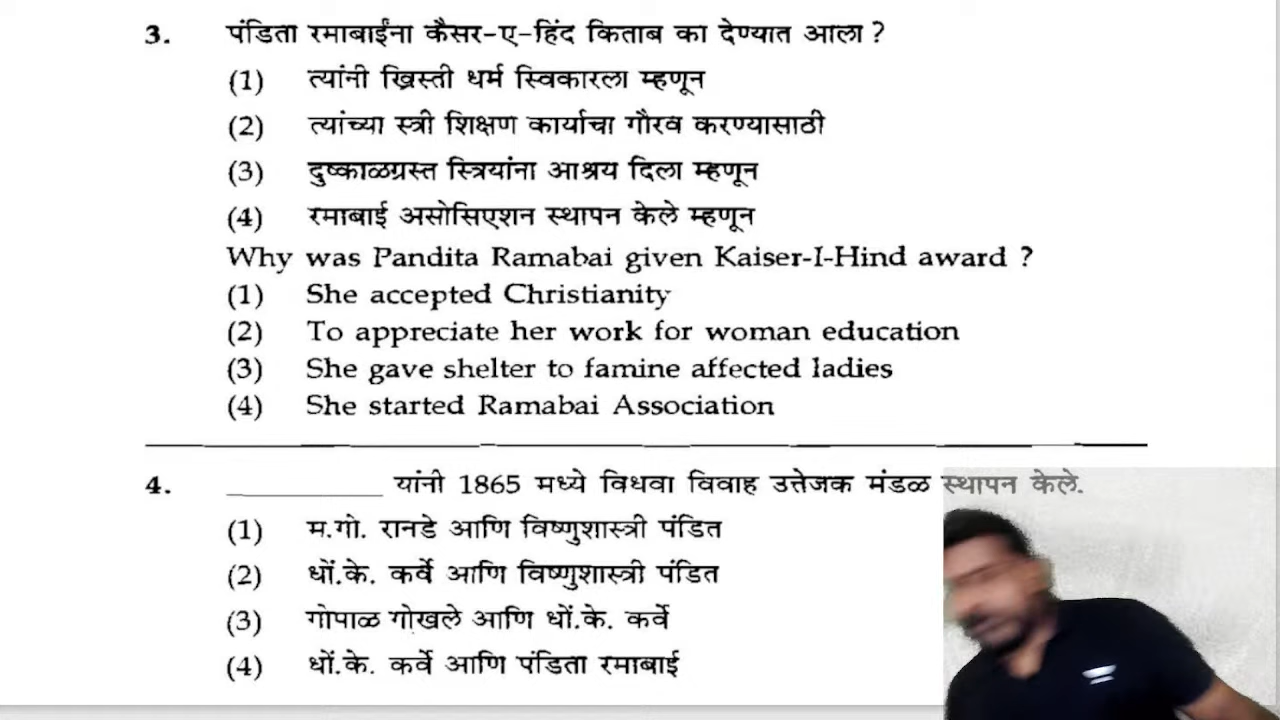 3. पंडिता रमाबाईंना कैसर-ए-हिंद किताब का देण्यात आला ?
(1) त्यांनी ख्रिस्ती धर्म स्विकारला म्हणून
(2) त्यांच्या स्त्री शिक्षण कार्याचा गौरव करण्यासाठी
(3) दुष्काळग्रस्त स्त्रियांना आश्रय दिला म्हणून
(4) रमाबाई असोसिएशन स्थापन केले म्हणून
Why was Pandita Ramabai given Kaiser-I-Hind award ?
(1) She accepted Christianity
(2) To appreciate her work for woman education
(3) She gave shelter to famine affected ladies
(4) She started Ramabai Association
4. ____________ यांनी 1865 मध्ये विधवा विवाह उत्तेजक मंडळ स्थापन केले.
(1) म.गो. रानडे आणि विष्णुशास्त्री पंडित
(2) धों.के. कर्वे आणि विष्णुशास्त्री पंडित
(3) गोपाळ गोखले आणि धों.के. कर्वे
(4) धों.के. कर्वे आणि पंडिता रमाबाई